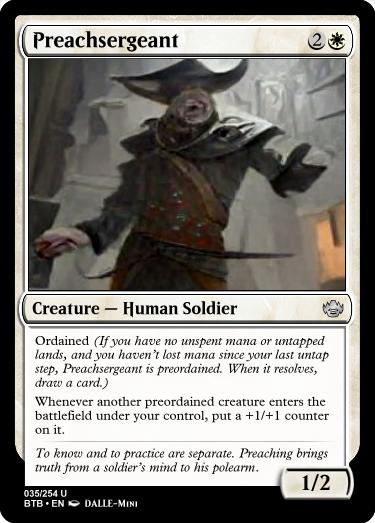 Preachsergeant 2
Creature — Human Soldier
Ordained (If you have no unspent mana or untapped
lands, and you haven't lost mana since your last untap
step, Preachsergeant is preordained. When it resolves,
draw a card.)
Whenever another preordained creature enters the
battlefield under your control, put a +1/+1 counter
on it.
To know and to practice are separate. Preaching brings
truth from a soldier's mind to his polearm.
1/2
035/254 U
BTB • EN DALLE-Mini